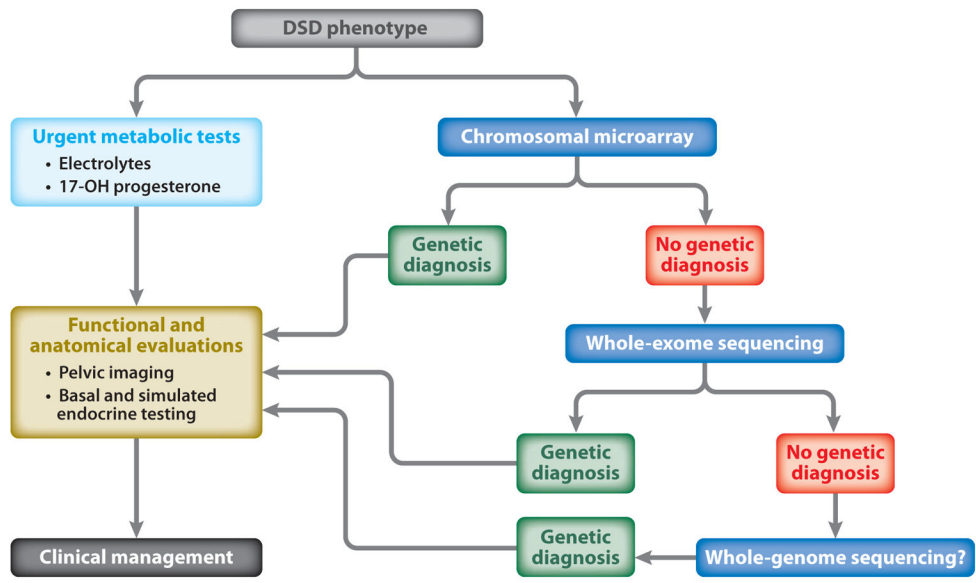 DSD phenotype
Urgent metabolic tests
• Electrolytes
• 17-OH progesterone
Chromosomal microarray
Genetic
diagnosis
No genetic
diagnosis
Functional and
anatomical evaluations
• Pelvic imaging
• Basal and simulated
endocrine testing
Whole-exome sequencing
Genetic
diagnosis
No genetic
diagnosis
Clinical management
Genetic
diagnosis
Whole-genome sequencing?